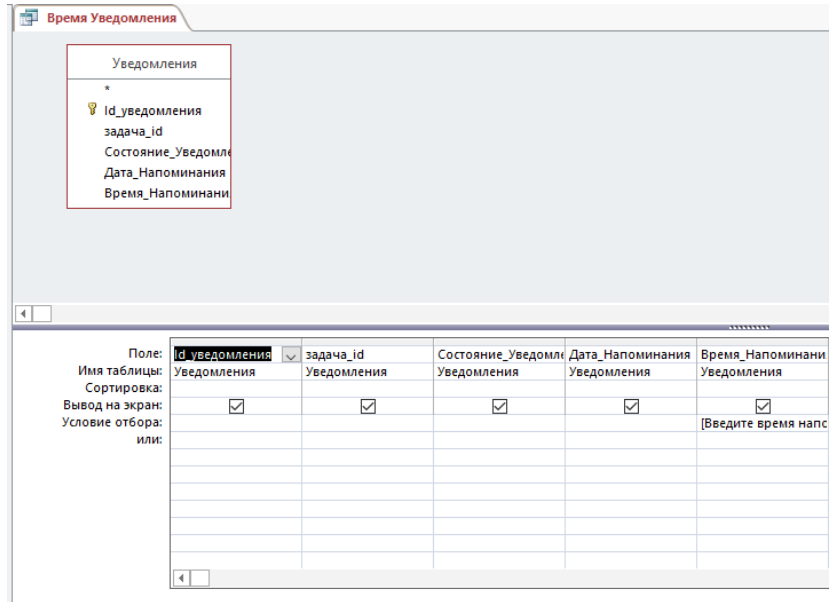 Время Уведомления
Уведомления
*
Id_уведомления
задача_id
Состояние_Уведомле
Дата_Напоминания
Время_Напоминани
Поле: Id_уведомления задача_id Состояние_Уведомле Дата_Напоминания Время_Напоминани
Имя таблицы: Уведомления Уведомления Уведомления Уведомления Уведомления
Сортировка:
Вывод на экран:
Условие отбора: [Введите время напо
или: